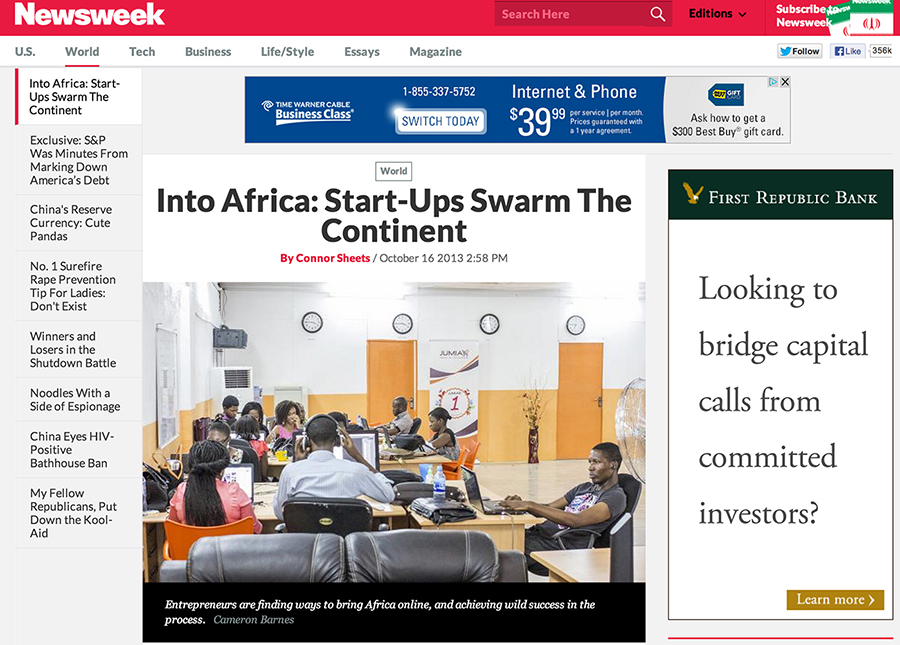 Newsweek
Search Here
Editions
Subscribe to
Newsweek
Newsweek
U.S. World Tech Business Life/Style Essays Magazine
Follow
Like
356k
Into Africa: Start-
Ups Swarm The
Continent
Exclusive: S&P
Was Minutes From
Marking Down
America's Debt
China's Reserve
Currency: Cute
Pandas
No. 1 Surefire
Rape Prevention
Tip For Ladies:
Don't Exist
Winners and
Losers in the
Shutdown Battle
Noodles With a
Side of Espionage
China Eyes HIV-
Positive
Bathhouse Ban
My Fellow
Republicans, Put
Down the Kool-
Aid
TIME WARNER CABLE
Business Class
1-855-337-5752
SWITCH TODAY
Internet & Phone
$39.99
per service | per month.
Prices guaranteed with
a 1 year agreement.
BUY GIFT
Ask how to get a
$300 Best Buy® gift card.
World
Into Africa: Start-Ups Swarm The
Continent
By Connor Sheets / October 16 2013 2:58 PM
JUMIA
1
Entrepreneurs are finding ways to bring Africa online, and achieving wild success in the
process. Cameron Barnes
FIRST REPUBLIC BANK
Looking to
bridge capital
calls from
committed
investors?
Learn more